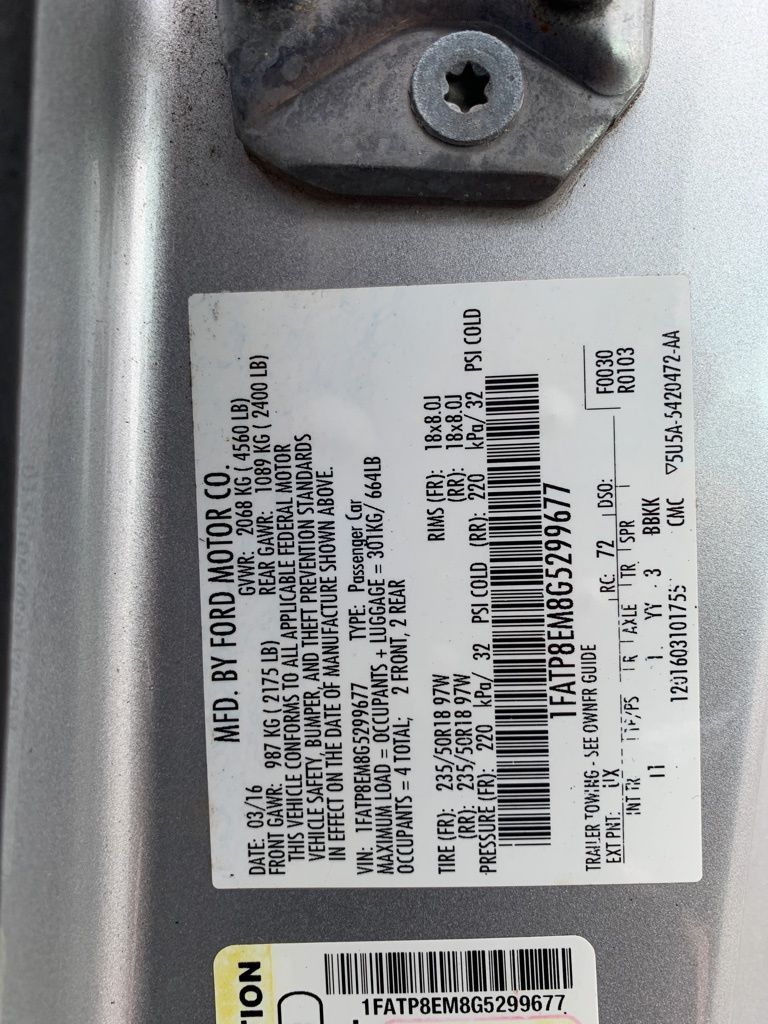 MFD. BY FORD MOTOR CO.
DATE: 03/16 GVWR: 2068 KG ( 4560 LB)
FRONT GAWR: 987 KG ( 2175 LB) REAR GAWR: 1089 KG ( 2400 LB)
THIS VEHICLE CONFORMS TO ALL APPLICABLE FEDERAL MOTOR
VEHICLE SAFETY, BUMPER, AND THEFT PREVENTION STANDARDS
IN EFFECT ON THE DATE OF MANUFACTURE SHOWN ABOVE.
VIN: 1FATP8EM8G5299677 TYPE: Passenger Car
MAXIMUM LOAD = OCCUPANTS + LUGGAGE = 301KG/ 664LB
OCCUPANTS = 4 TOTAL; 2 FRONT, 2 REAR
TIRE (FR): 235/50R18 97W RIMS (FR): 18x8.0J
(RR): 235/50R18 97W (RR): 18x8.0J
PRESSURE (FR): 220 kPa/ 32 PSI COLD (RR): 220 kPa/ 32 PSI COLD
1FATP8EM8G5299677
TRAILER TOWING - SEE OWNER GUIDE F0030
EXT PNT: UX RC: 72 DSO: R0103
INT TR TP/PS R AXLE TR SPR
YY 3 BBKK
CMC ▽5U5A-5420472-AA
TION
1FATP8EM8G5299677